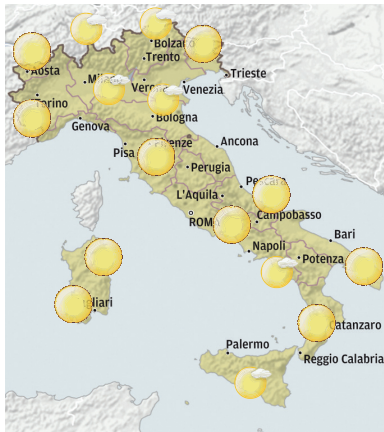 Bolzano
Trento
Aosta
Trieste
Venezia
Genova
Bologna
Pisa
Ancona
Perugia
Pescara
L'Aquila
ROMA
Campobasso
Bari
Napoli
Potenza
Catanzaro
Palermo
Reggio Calabria